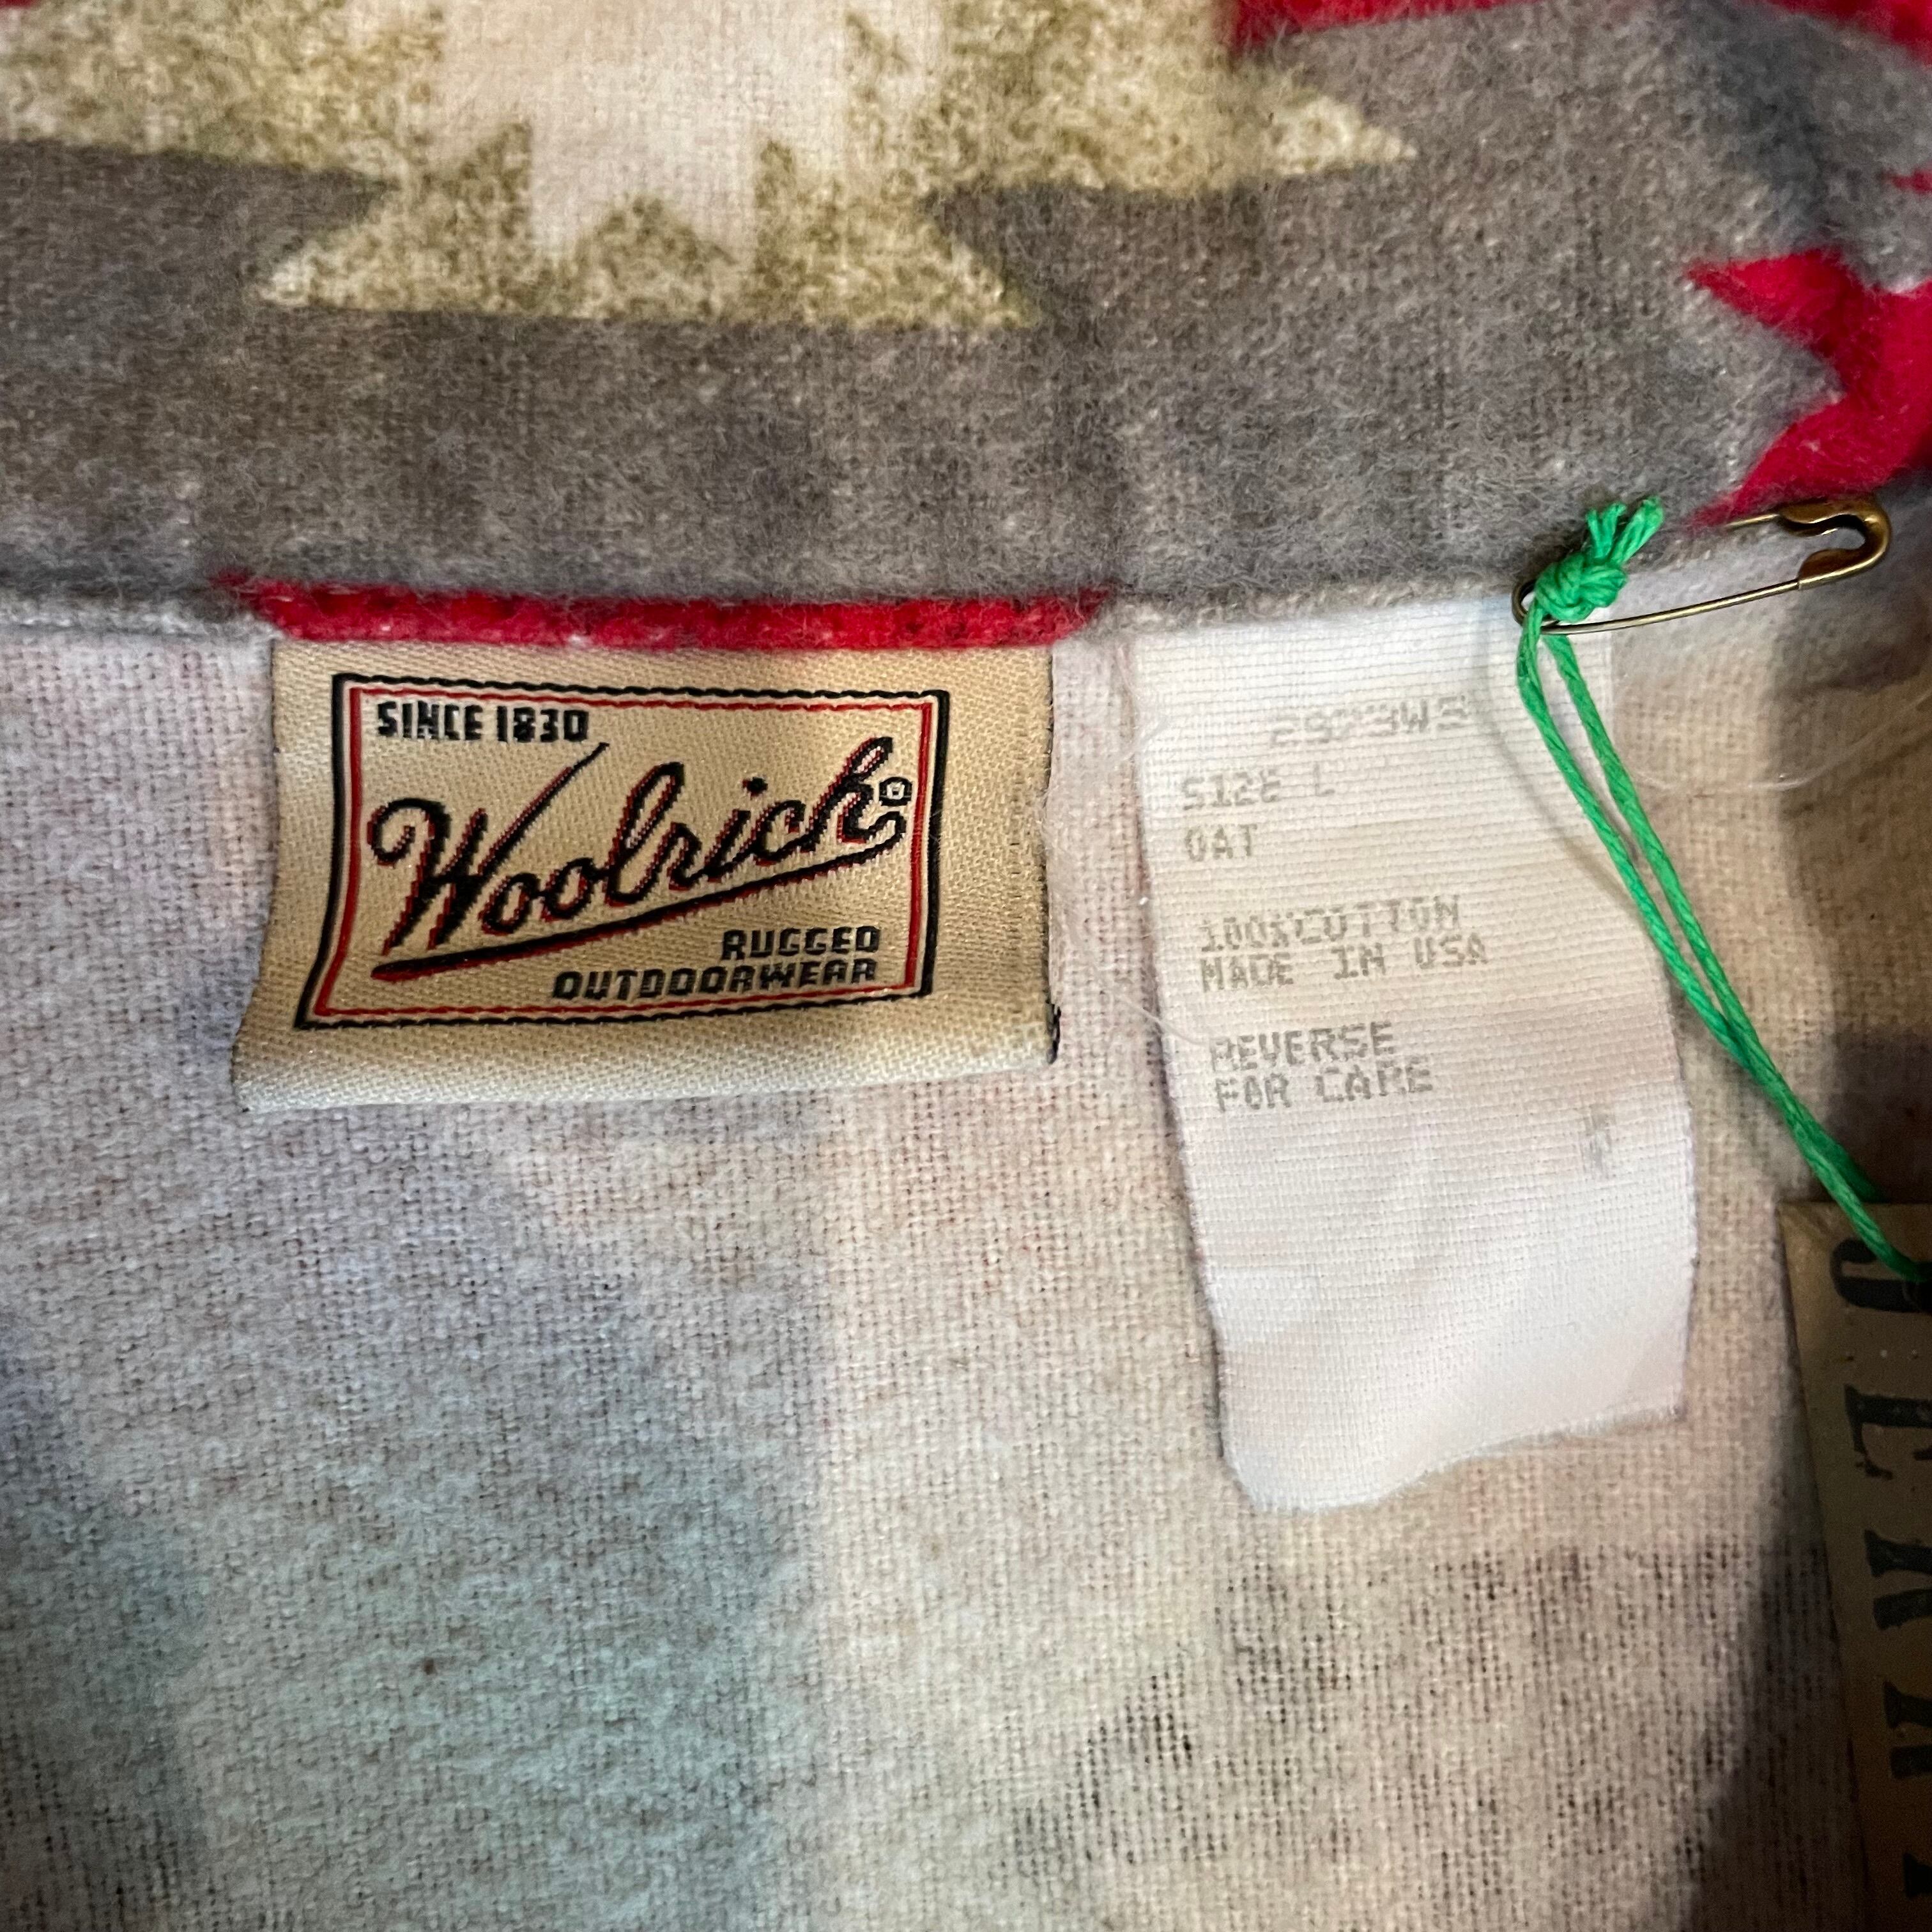 SINCE 1830
Woolrich
RUGGED
OUTDOORWEAR
SIZE L
OAT
100%COTTON
MADE IN USA
REVERSE
FOR CARE